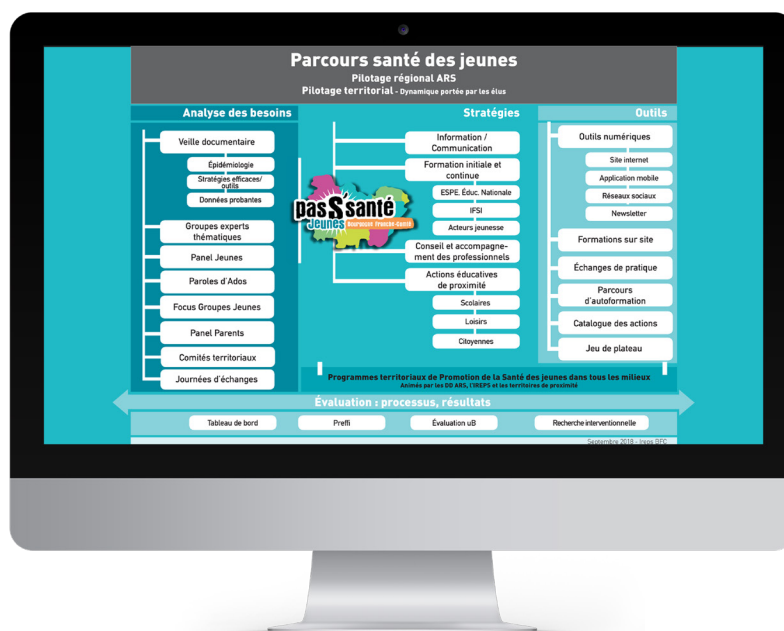 Parcours santé des jeunes
Pilotage régional ARS
Pilotage territorial - Dynamique portée par les élus
Analyse des besoins
Veille documentaire
Épidémiologie
Stratégies efficaces/
outils
Données probantes
Groupes experts
thématiques
Panel Jeunes
Paroles d'Ados
Focus Groupes Jeunes
Panel Parents
Comités territoriaux
Journées d'échanges
pasS'santé
Jeunes
Bourgogne Franche-Comté
Stratégies
Information /
Communication
Formation initiale et
continue
ESPE, Éduc. Nationale
IFSI
Acteurs jeunesse
Conseil et accompagne-
ment des professionnels
Actions éducatives
de proximité
Scolaires
Loisirs
Citoyennes
Outils
Outils numériques
Site internet
Application mobile
Réseaux sociaux
Newsletter
Formations sur site
Échanges de pratique
Parcours
d'autoformation
Catalogue des actions
Jeu de plateau
Programmes territoriaux de Promotion de la Santé des jeunes dans tous les milieux
Animés par les DD ARS, l'IREPS et les territoires de proximité
Évaluation : processus, résultats
Tableau de bord
Preffi
Évaluation uB
Recherche interventionnelle
Septembre 2018 - Ireps BFC